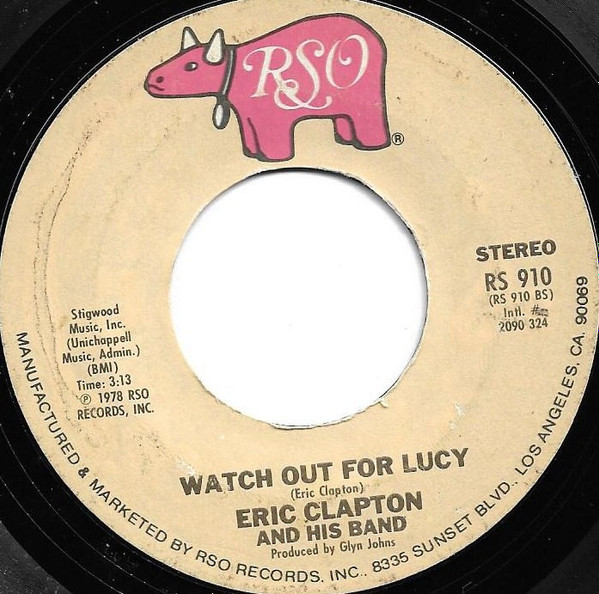 RSO
®
STEREO
RS 910
(RS 910 BS)
Intl. #
2090 324
Stigwood
Music, Inc.
(Unichappell
Music, Admin.)
(BMI)
Time: 3:13
Ⓟ 1978 RSO
RECORDS, INC.
WATCH OUT FOR LUCY
(Eric Clapton)
ERIC CLAPTON
AND HIS BAND
Produced by Glyn Johns
MANUFACTURED & MARKETED BY RSO RECORDS, INC., 8335 SUNSET BLVD., LOS ANGELES, CA. 90069